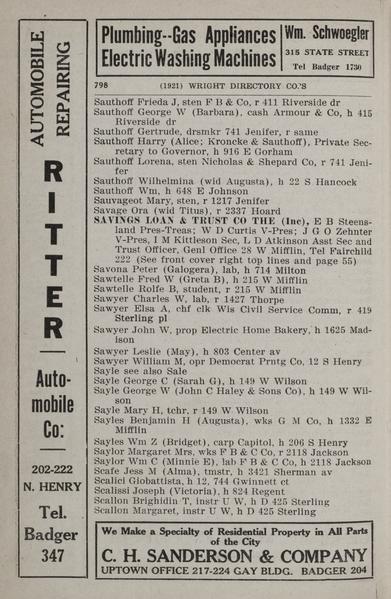 AUTOMOBILE
REPAIRING
RITTER
Auto-
mobile
Co:
202-222
N. HENRY
Tel.
Badger
347
Plumbing--Gas Appliances
Electric Washing Machines
Wm. Schwoegler
315 STATE STREET
Tel Badger 1730
798 (1921) WRIGHT DIRECTORY CO.'S
Sauthoff Frieda J, sten F B & Co, r 411 Riverside dr
Sauthoff George W (Barbara), cash Armour & Co, h 415
Riverside dr
Sauthoff Gertrude, drsmkr 741 Jenifer, r same
Sauthoff Harry (Alice; Kroncke & Sauthoff), Private Sec-
retary to Governor, h 916 E Gorham
Sauthoff Lorena, sten Nicholas & Shepard Co, r 741 Jeni-
fer
Sauthoff Wilhelmina (wid Augusta), h 22 S Hancock
Sauthoff Wm, h 648 E Johnson
Sauvageot Mary, sten, r 1217 Jenifer
Savage Ora (wid Titus), r 2337 Hoard
SAVINGS LOAN & TRUST CO THE (Inc), E B Steens-
land Pres-Treas; W D Curtis V-Pres; J G O Zehnter
V-Pres, I M Kittleson Sec, L D Atkinson Asst Sec and
Trust Officer, Genl Office 28 W Mifflin, Tel Fairchild
222 (See front cover right top lines and page 55)
Savona Peter (Galogera), lab, h 714 Milton
Sawtelle Fred W (Greta B), h 215 W Mifflin
Sawtelle Rolfe B, student, r 215 W Mifflin
Sawyer Charles W, lab, r 1427 Thorpe
Sawyer Elsa A, chf clk Wis Civil Service Comm, r 419
Sterling pl
Sawyer John W, prop Electric Home Bakery, h 1625 Mad-
ison
Sawyer Leslie (May), h 803 Center av
Sawyer William M, opr Democrat Prntg Co, 12 S Henry
Sayle see also Sale
Sayle George C (Sarah G), h 149 W Wilson
Sayle George W (John C Haley & Sons Co), h 149 W Wil-
son
Sayle Mary H, tchr, r 149 W Wilson
Sayles Benjamin H (Augusta), wks G M Co, h 1332 E
Mifflin
Sayles Wm Z (Bridget), carp Capitol, h 206 S Henry
Saylor Margaret Mrs, wks F B & Co, r 2118 Jackson
Saylor Wm C (Minnie E), lab F B & Co, h 2118 Jackson
Scafe Jess M (Alma), tmstr, h 3421 Sherman av
Scalici Giobattista, h 12, 744 Gwinnett ct
Scalissi Joseph (Victoria), h 824 Regent
Scallon Brighidin T, instr U W, h D 425 Sterling
Scallon Margaret, instr U W, h D 425 Sterling
We Make a Specialty of Residential Property in All Parts
of the City
C. H. SANDERSON & COMPANY
UPTOWN OFFICE 217-224 GAY BLDG. BADGER 204